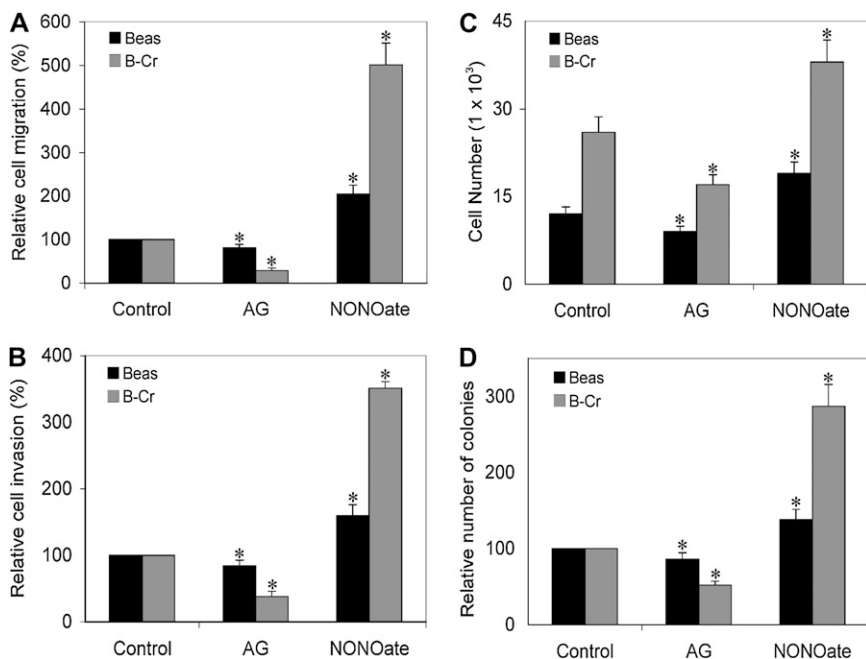 A
Relative cell migration (%)
600
500
400
300
200
100
0
Beas
B-Cr
*
*
*
*
Control
AG
NONOate
C
Cell Number (1 x 10³)
45
36
27
15
0
Beas
B-Cr
*
*
*
*
Control
AG
NONOate
B
Relative cell invasion (%)
400
300
200
100
0
Beas
B-Cr
*
*
*
*
Control
AG
NONOate
D
Relative number of colonies
300
200
100
0
Beas
B-Cr
*
*
*
*
Control
AG
NONOate